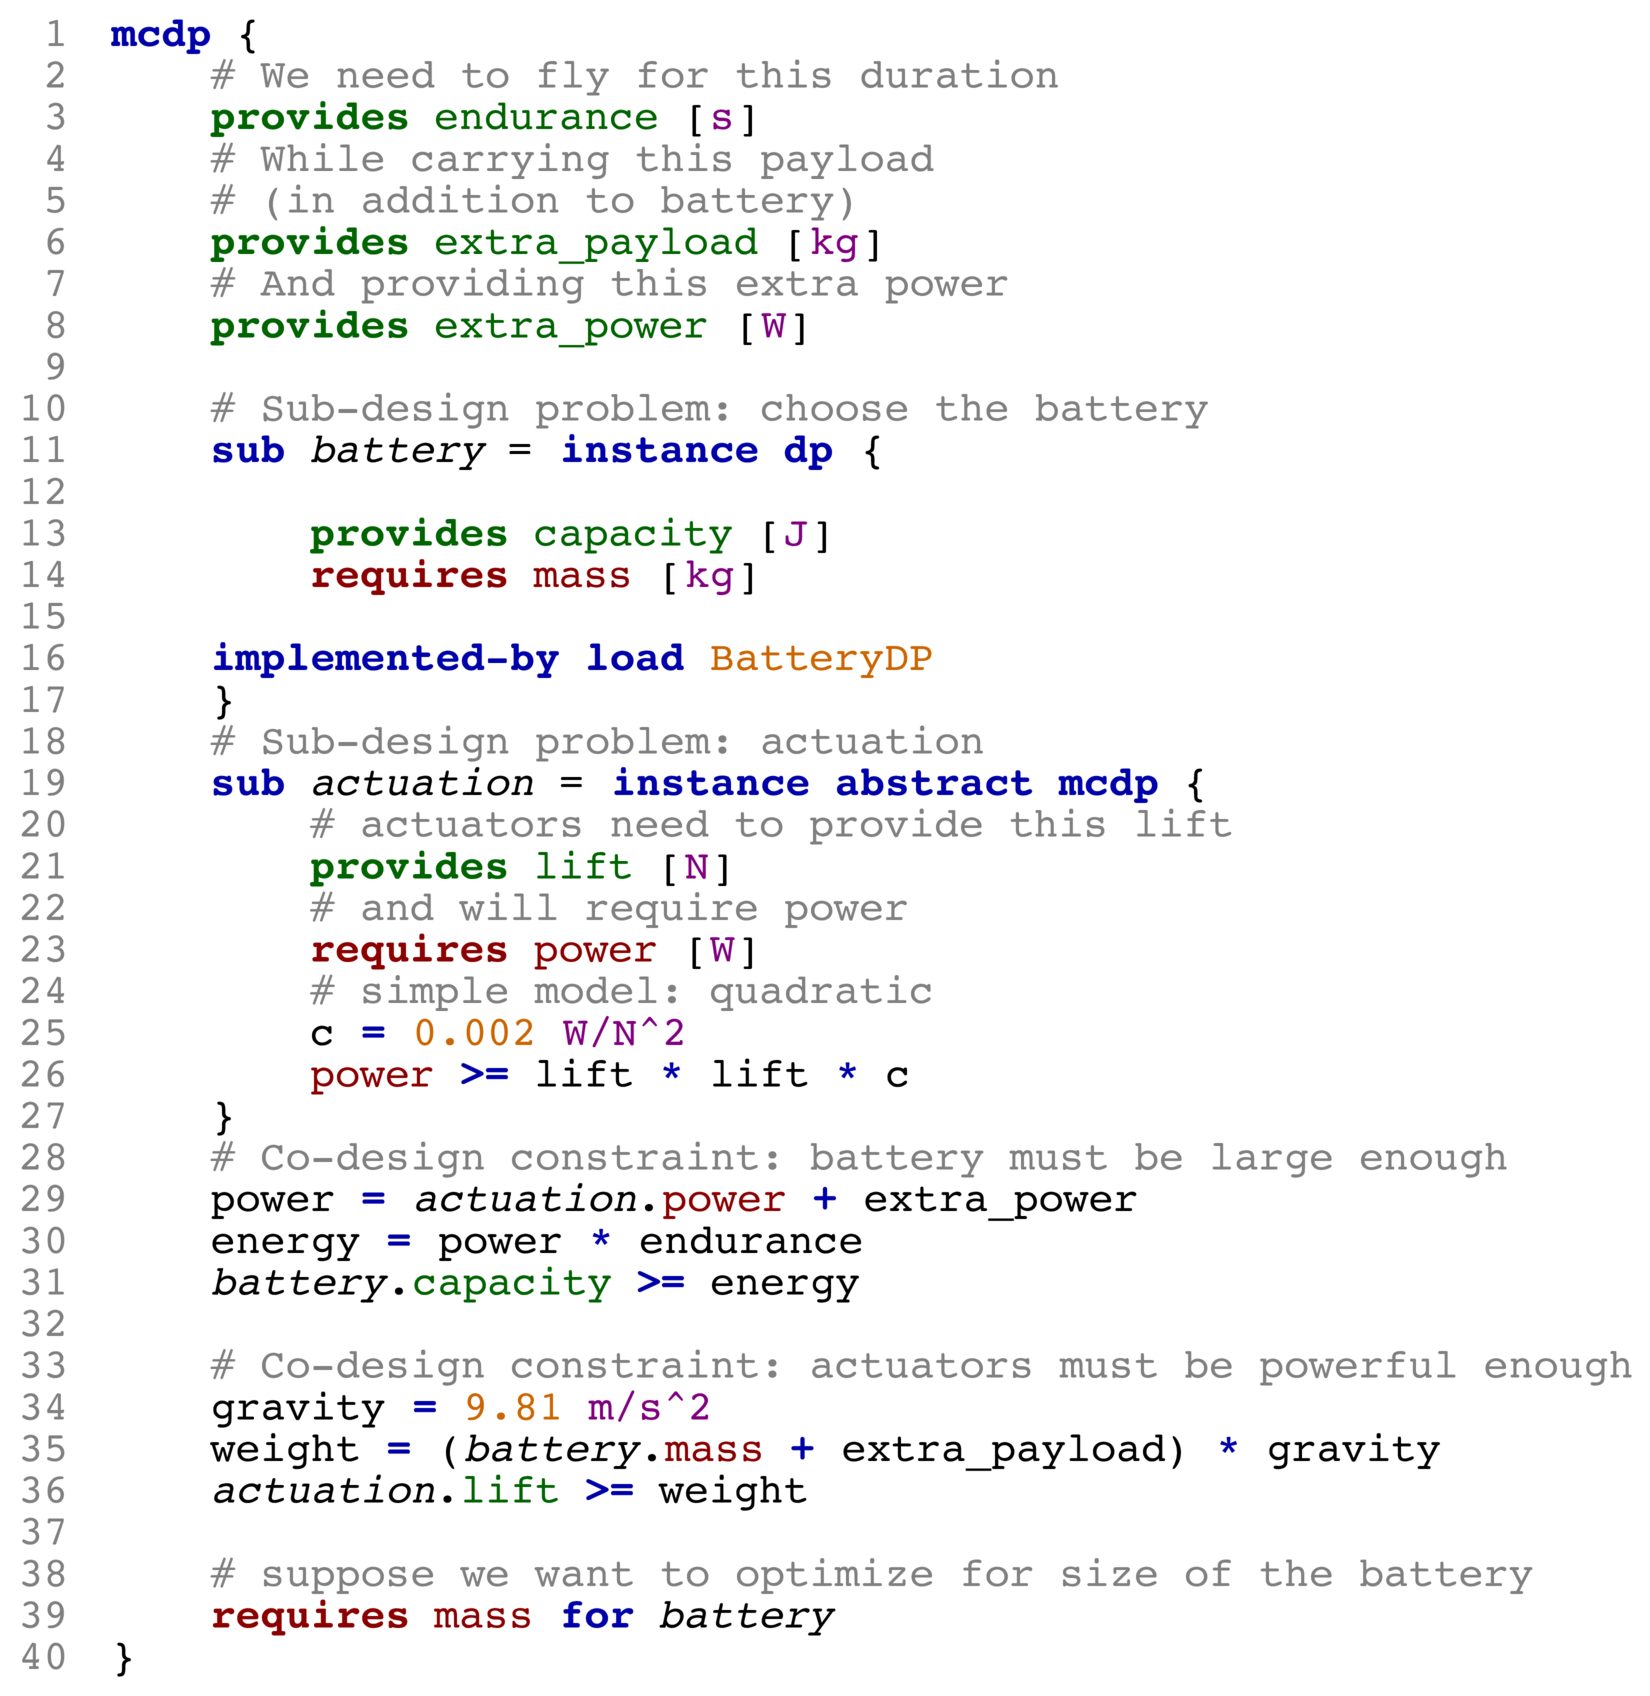 1 mcdp {
2 # We need to fly for this duration
3 provides endurance [s]
4 # While carrying this payload
5 # (in addition to battery)
6 provides extra_payload [kg]
7 # And providing this extra power
8 provides extra_power [W]
9
10 # Sub-design problem: choose the battery
11 sub battery = instance dp {
12
13 provides capacity [J]
14 requires mass [kg]
15
16 implemented-by load BatteryDP
17 }
18 # Sub-design problem: actuation
19 sub actuation = instance abstract mcdp {
20 # actuators need to provide this lift
21 provides lift [N]
22 # and will require power
23 requires power [W]
24 # simple model: quadratic
25 c = 0.002 W/N^2
26 power >= lift * lift * c
27 }
28 # Co-design constraint: battery must be large enough
29 power = actuation.power + extra_power
30 energy = power * endurance
31 battery.capacity >= energy
32
33 # Co-design constraint: actuators must be powerful enough
34 gravity = 9.81 m/s^2
35 weight = (battery.mass + extra_payload) * gravity
36 actuation.lift >= weight
37
38 # suppose we want to optimize for size of the battery
39 requires mass for battery
40 }